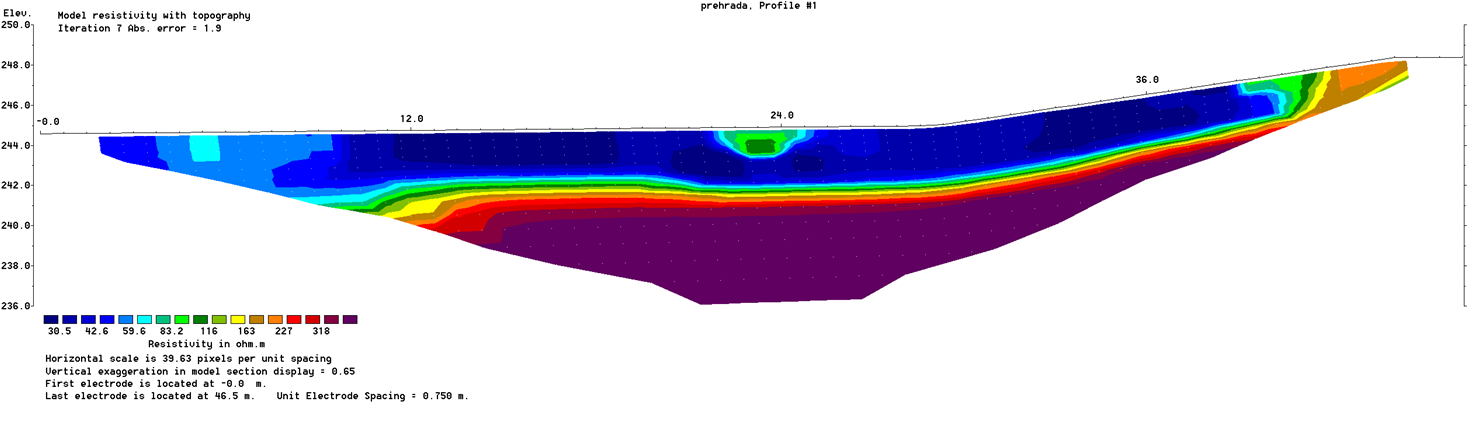 prehrada, Profile #1
Elev.
Model resistivity with topography
Iteration 7 Abs. error = 1.9
250.0
248.0
246.0
244.0
242.0
240.0
238.0
236.0
-0.0
12.0
24.0
36.0
30.5 42.6 59.6 83.2 116 163 227 318
Resistivity in ohm.m
Horizontal scale is 39.63 pixels per unit spacing
Vertical exaggeration in model section display = 0.65
First electrode is located at -0.0 m.
Last electrode is located at 46.5 m. Unit Electrode Spacing = 0.750 m.